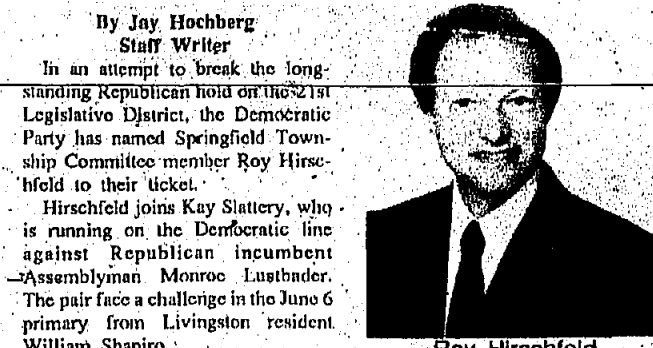 By Jay Hochberg
Staff Writer
In an attempt to break the long-
standing Republican hold on the 21st
Legislative District, the Democratic
Party has named Springfield Town-
ship Committee member Roy Hirsc-
hfeld to their ticket.
Hirschfeld joins Kay Slattery, who
is running on the Democratic line
against Republican incumbent
Assemblyman Monroe Lustbader.
The pair face a challenge in the June 6
primary from Livingston resident
William Shapiro.
Roy Hirschfeld